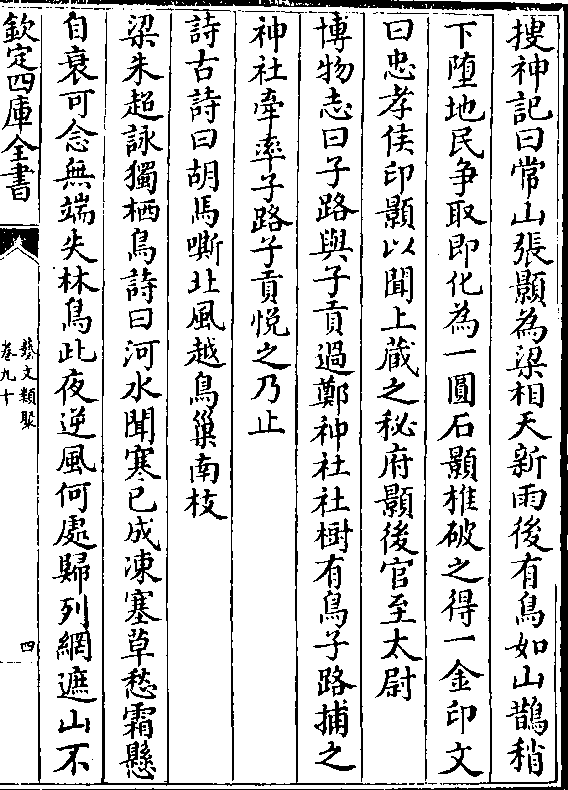 搜神記曰常山張顥為梁相天新雨後有鳥如山鵲稍
下墮地民争取即化為一圓石顥椎破之得一金印文
曰忠孝侯印顥以聞上藏之秘府顥後官至太尉
博物志曰子路與子貢過鄭神社社樹有鳥子路捕之
神社牽率子路子貢悅之乃止
詩古詩曰胡馬嘶北風越鳥巢南枝
梁朱超詠獨栖鳥詩曰河水聞寒已成凍塞草愁霜懸
自衰可念無端失林鳥此夜逆風何處歸列網遮山不
欽定四庫全書
藝文類聚
卷九十
四